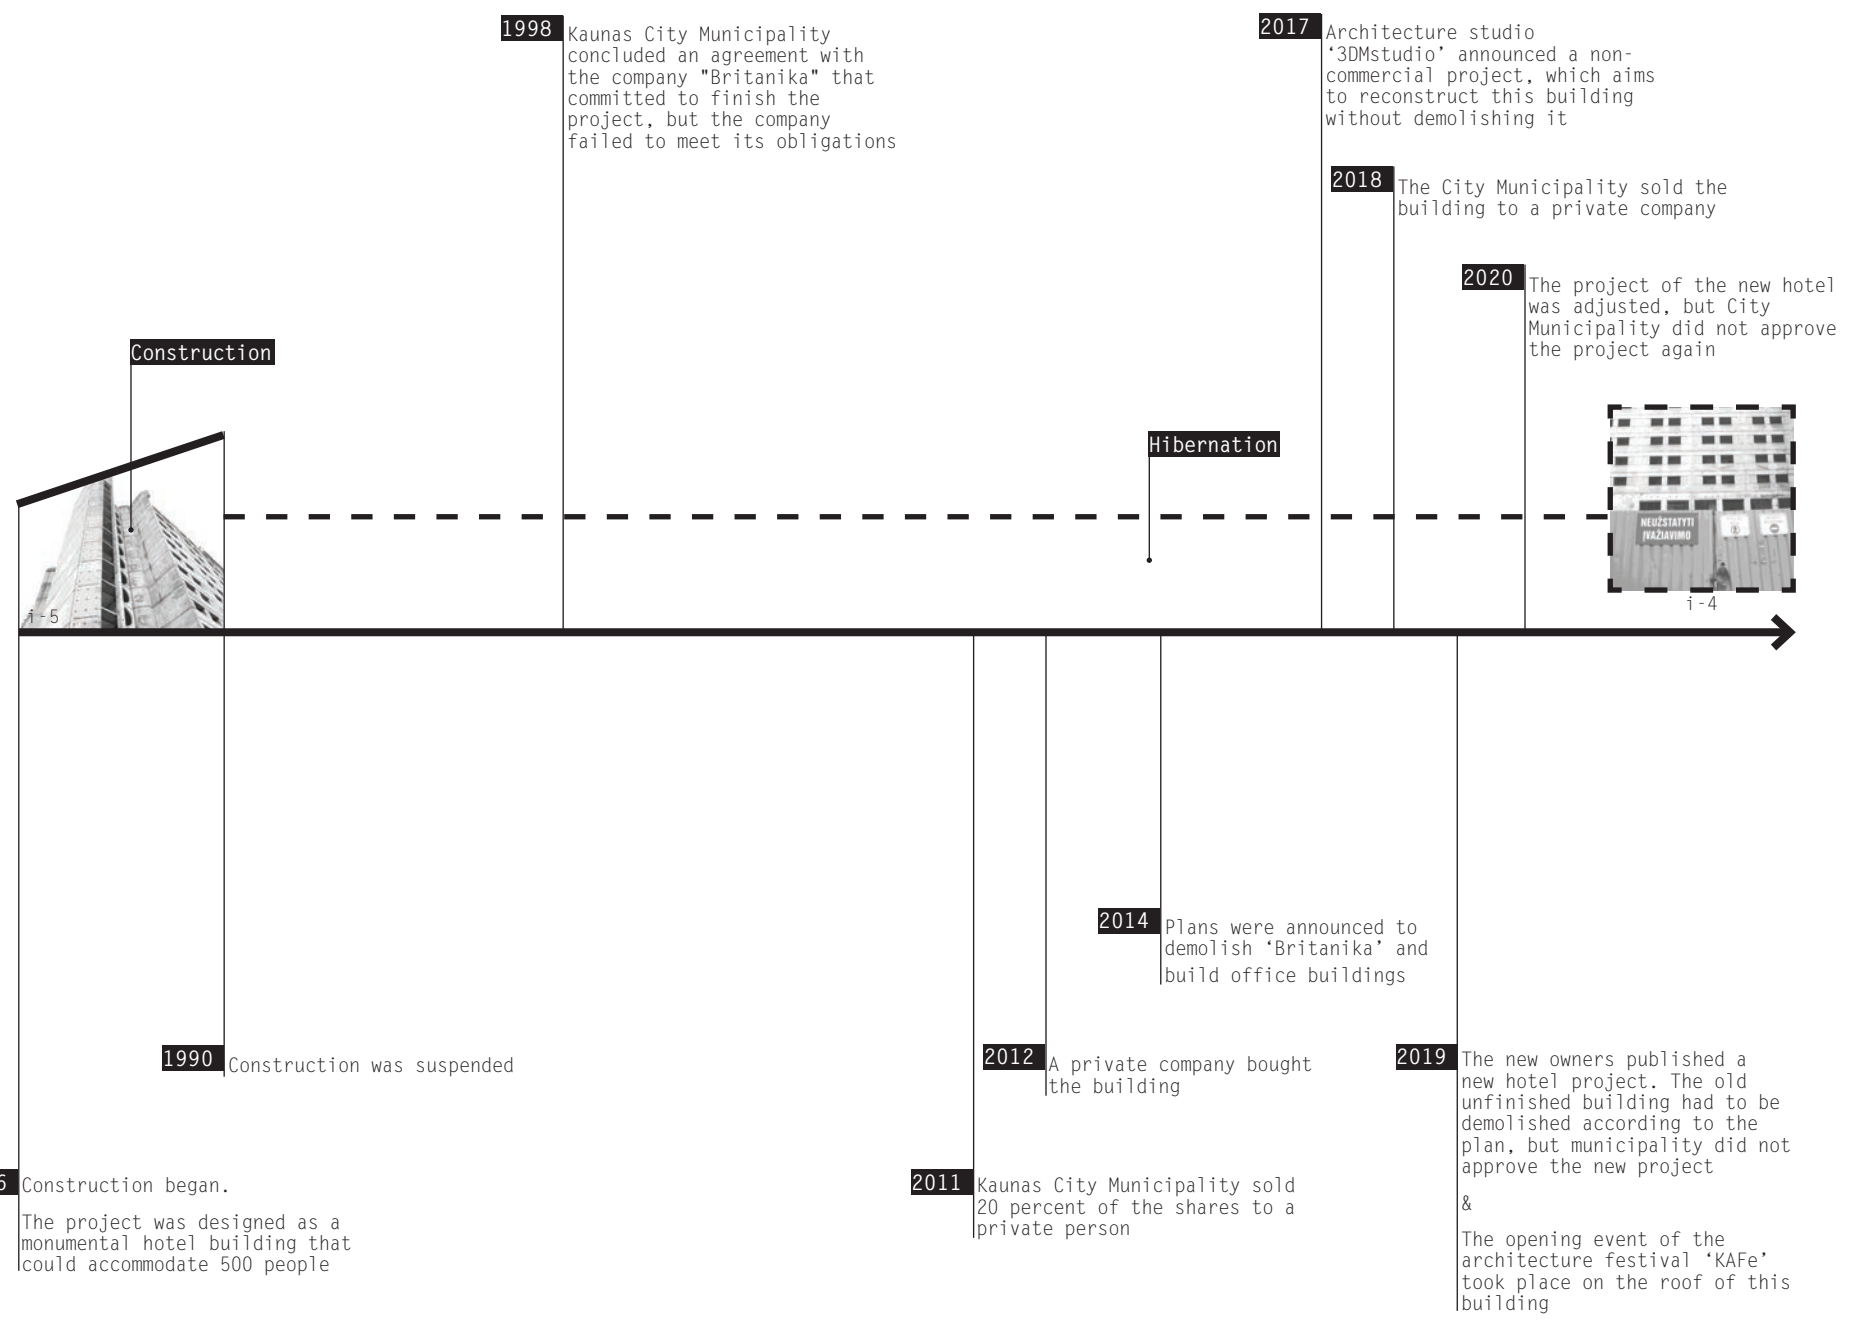 1998
Kaunas City Municipality
concluded an agreement with
the company "Britanika" that
committed to finish the
project, but the company
failed to meet its obligations
2017
Architecture studio
‘3DMstudio’ announced a non-
commercial project, which aims
to reconstruct this building
without demolishing it
2018
The City Municipality sold the
building to a private company
2020
The project of the new hotel
was adjusted, but City
Municipality did not approve
the project again
Construction
Hibernation
NEUŽSTATYTI
ĮVAŽIAVIMO
i-5
i-4
2014
Plans were announced to
demolish ‘Britanika’ and
build office buildings
1990
Construction was suspended
2012
A private company bought
the building
2019
The new owners published a
new hotel project. The old
unfinished building had to be
demolished according to the
plan, but municipality did not
approve the new project
&
The opening event of the
architecture festival ‘KAFe’
took place on the roof of this
building
6
Construction began.
The project was designed as a
monumental hotel building that
could accommodate 500 people
2011
Kaunas City Municipality sold
20 percent of the shares to a
private person